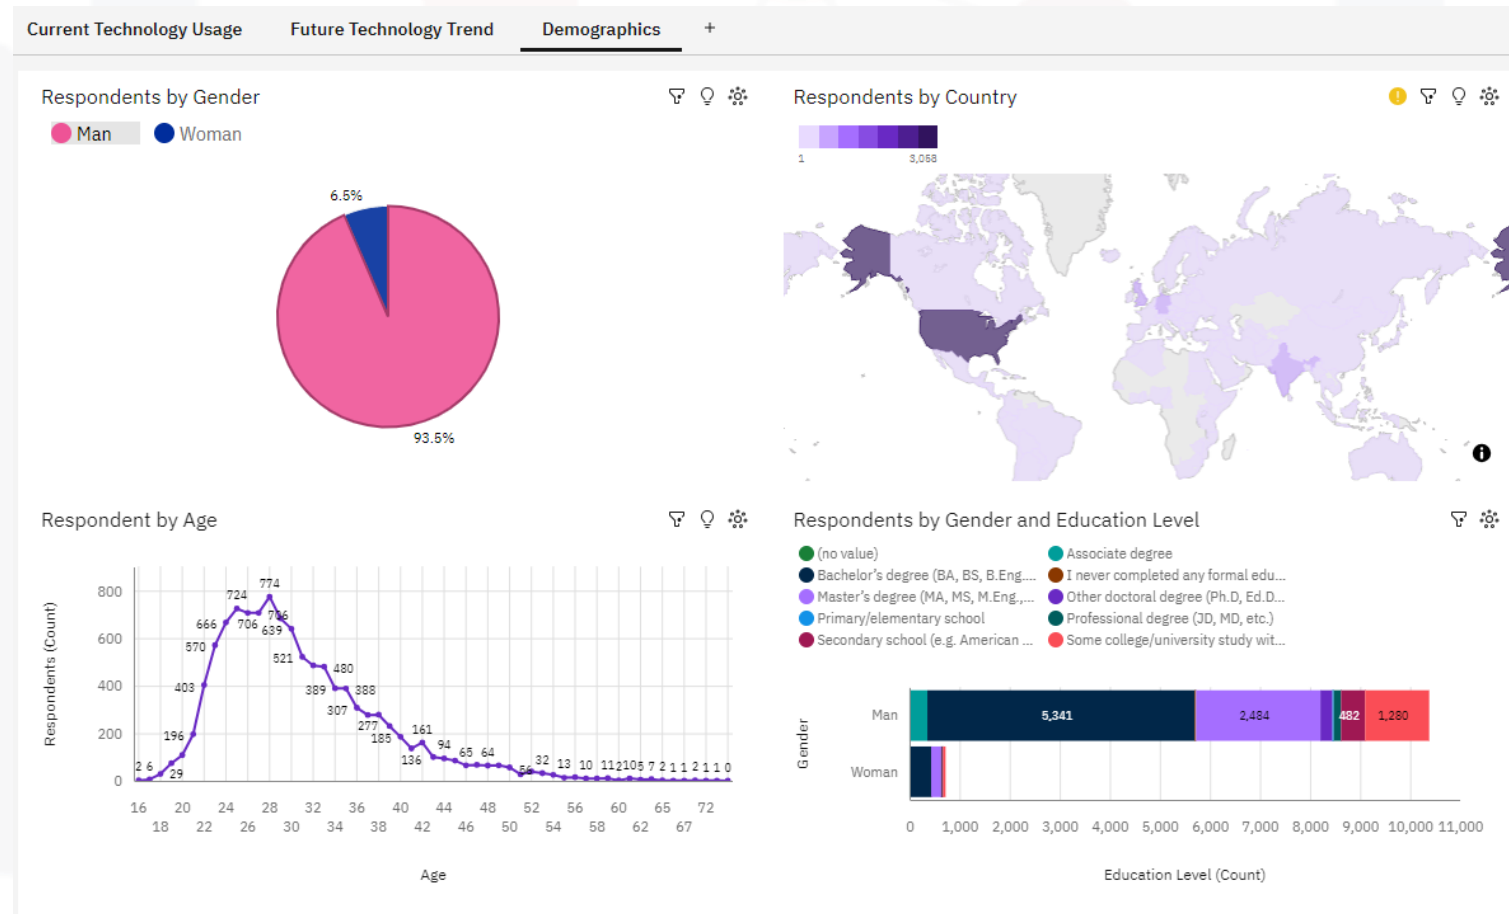 Current Technology Usage Future Technology Trend Demographics +
Respondents by Gender
Man Woman
6.5%
93.5%
Respondents by Country
1 3,058
Respondent by Age
Respondents (Count)
800
600
400
200
0
2 6 29 196 403 570 666 724 706 774 706 639 521 480 389 388 307 277 185 136 161 94 65 64 56 32 13 10 11 2 10 5 7 2 1 1 2 1 1 0
16 20 24 28 32 36 40 44 48 52 56 60 65 72
18 22 26 30 34 38 42 46 50 54 58 62 67
Age
Respondents by Gender and Education Level
(no value) Associate degree
Bachelor's degree (BA, BS, B.Eng.... I never completed any formal edu...
Master's degree (MA, MS, M.Eng.,... Other doctoral degree (Ph.D, Ed.D...
Primary/elementary school Professional degree (JD, MD, etc.)
Secondary school (e.g. American ... Some college/university study wit...
Gender
Man 5,341 2,484 482 1,280
Woman
0 1,000 2,000 3,000 4,000 5,000 6,000 7,000 8,000 9,000 10,000 11,000
Education Level (Count)